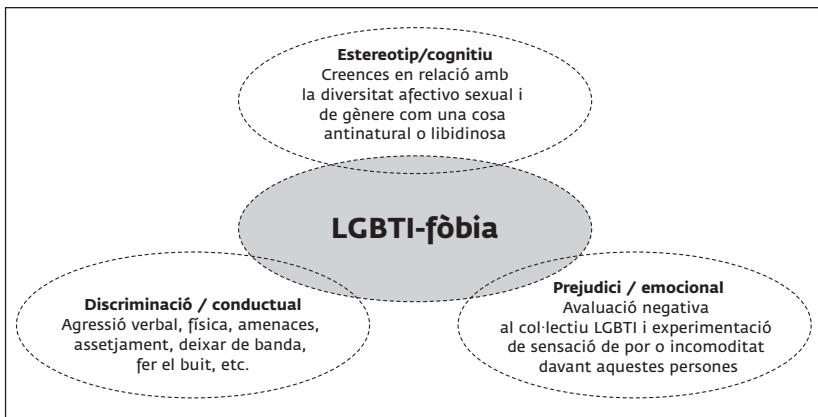 Estereotip/cognitiu
Creences en relació amb
la diversitat afectivo sexual i
de gènere com una cosa
antinatural o libidinosa
LGBTI-fòbia
Discriminació / conductual
Agressió verbal, física, amenaces,
assetjament, deixar de banda,
fer el buit, etc.
Prejudici / emocional
Avaluació negativa
al col·lectiu LGBTI i experimentació
de sensació de por o incomoditat
davant aquestes persones